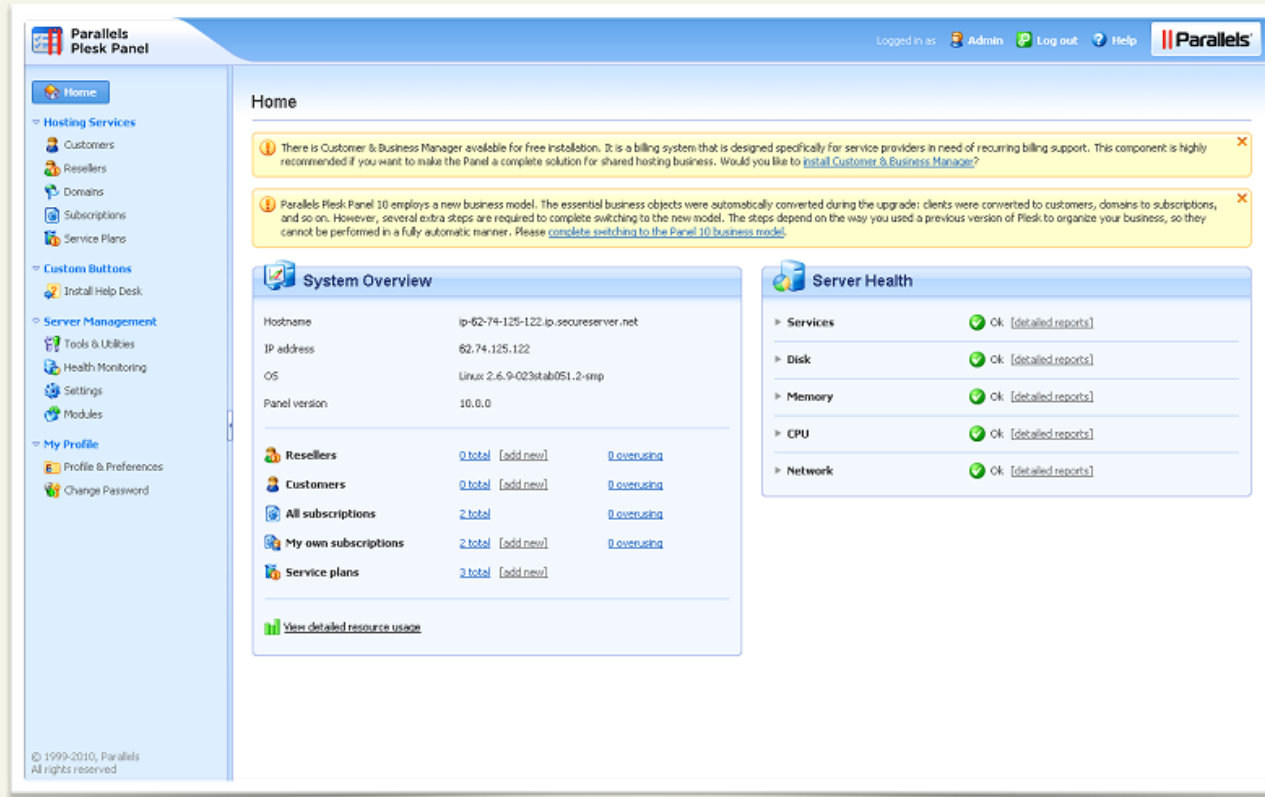 Parallels
Plesk Panel
Logged in as Admin Log out Help
Parallels
Home
Hosting Services
Customers
Resellers
Domains
Subscriptions
Service Plans
Custom Buttons
Install Help Desk
Server Management
Tools & Utilities
Health Monitoring
Settings
Modules
My Profile
Profile & Preferences
Change Password
© 1999-2010, Parallels
All rights reserved
Home
There is Customer & Business Manager available for free installation. It is a billing system that is designed specifically for service providers in need of recurring billing support. This component is highly
recommended if you want to make the Panel a complete solution for shared hosting business. Would you like to install Customer & Business Manager?
Parallels Plesk Panel 10 employs a new business model. The essential business objects were automatically converted during the upgrade: clients were converted to customers, domains to subscriptions,
and so on. However, several extra steps are required to complete switching to the new model. The steps depend on the way you used a previous version of Plesk to organize your business, so they
cannot be performed in a fully automatic manner. Please complete switching to the Panel 10 business model.
System Overview
Hostname ip-62-74-125-122.ip.secureserver.net
IP address 62.74.125.122
OS Linux 2.6.9-023stab051.2-smp
Panel version 10.0.0
Resellers 0 total [add new] 0 overusing
Customers 0 total [add new] 0 overusing
All subscriptions 2 total 0 overusing
My own subscriptions 2 total [add new] 0 overusing
Service plans 3 total [add new]
View detailed resource usage
Server Health
Services Ok [detailed reports]
Disk Ok [detailed reports]
Memory Ok [detailed reports]
CPU Ok [detailed reports]
Network Ok [detailed reports]